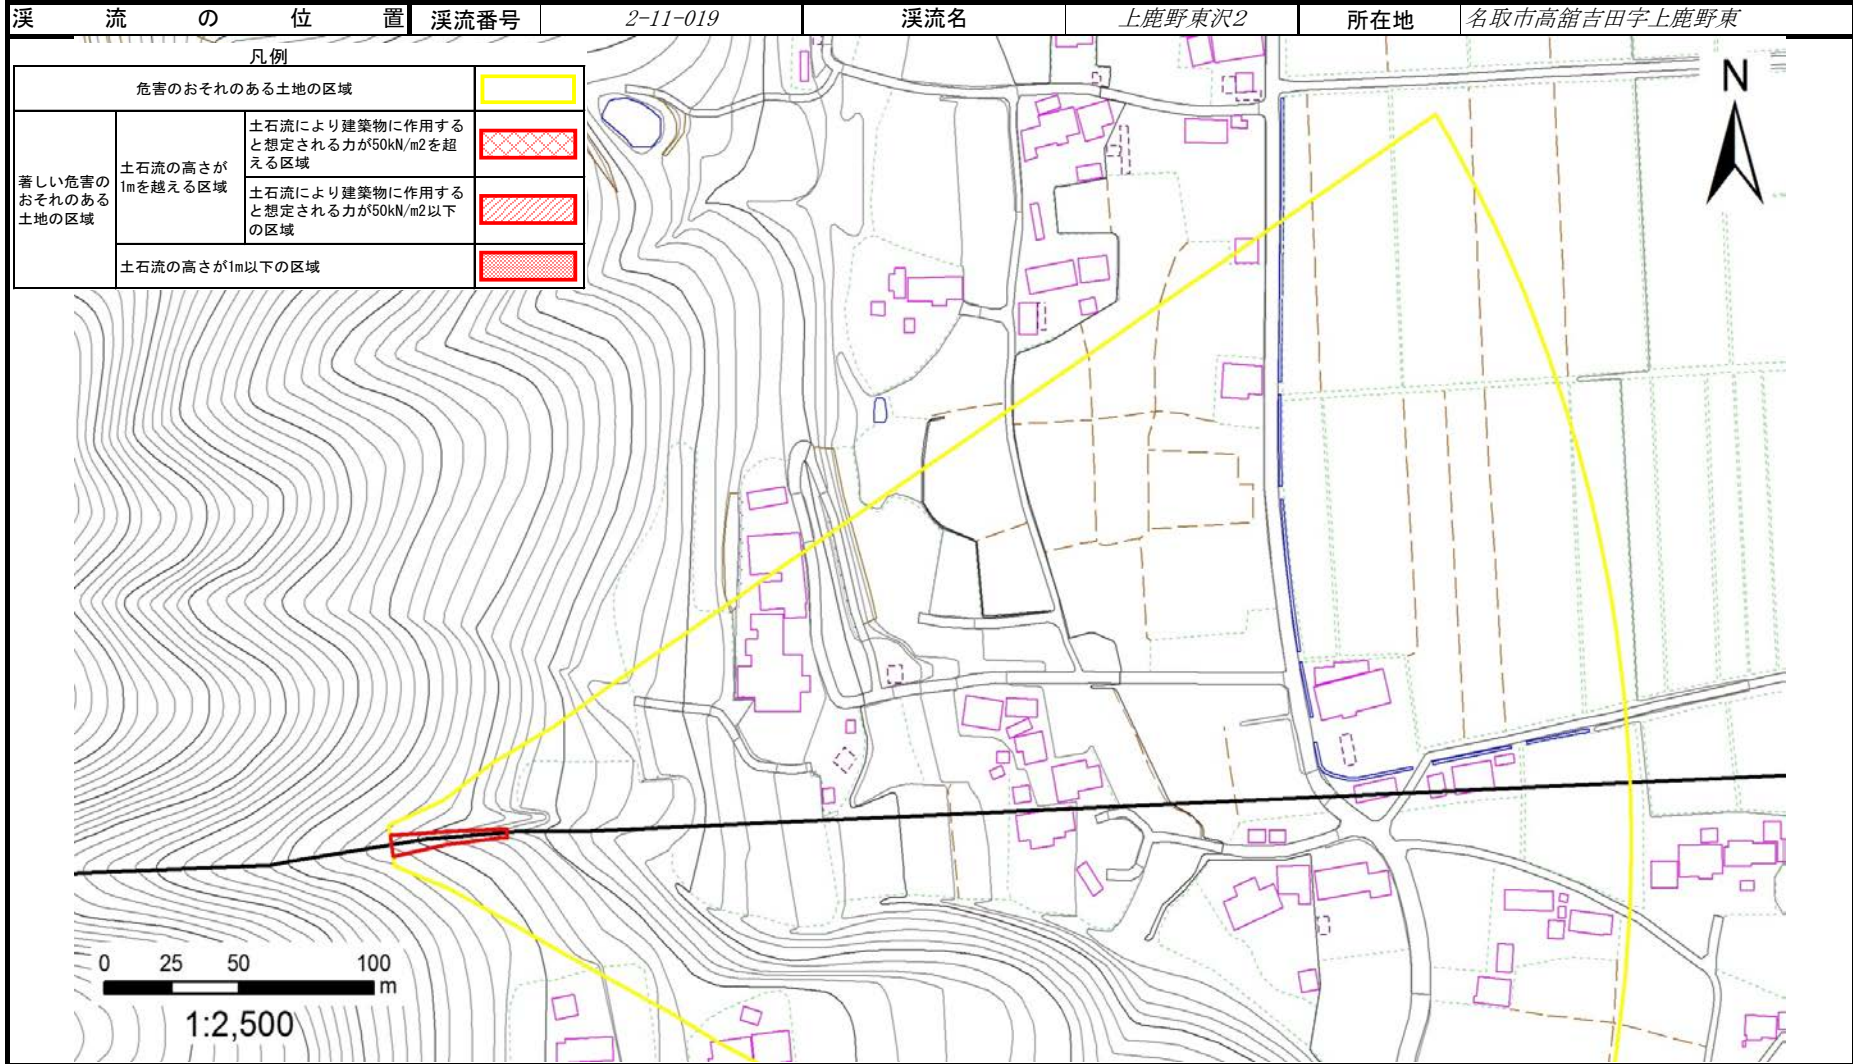 渓流の位置 渓流番号 2-11-019 渓流名 上鹿野東沢2 所在地 名取市高舘吉田字上鹿野東
凡例
危害のおそれのある土地の区域
著しい危害の
おそれのある
土地の区域
土石流の高さが
1mを越える区域
土石流により建築物に作用する
と想定される力が50kN/m2を超
える区域
土石流により建築物に作用する
と想定される力が50kN/m2以下
の区域
土石流の高さが1m以下の区域
N
0 25 50 100
m
1:2,500